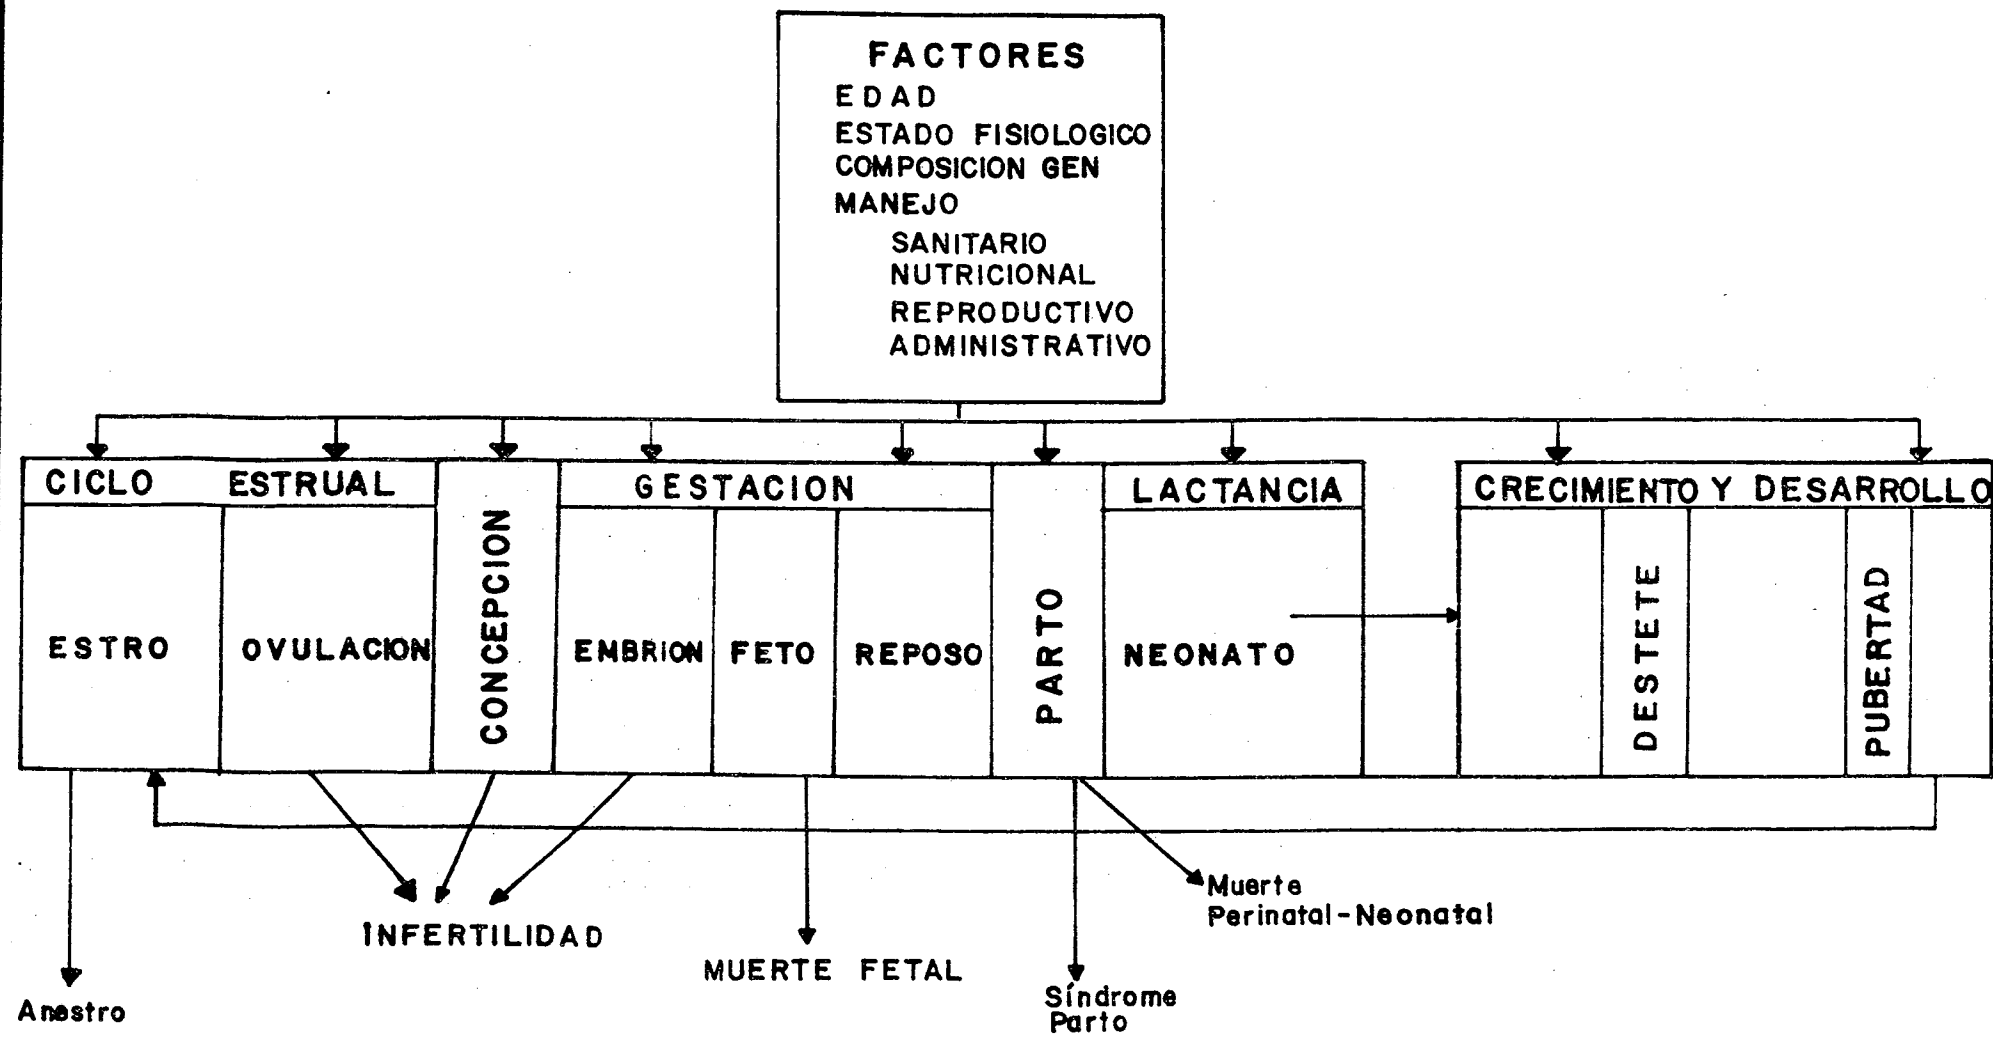 FACTORES
EDAD
ESTADO FISIOLOGICO
COMPOSICION GEN
MANEJO
SANITARIO
NUTRICIONAL
REPRODUCTIVO
ADMINISTRATIVO
CICLO ESTRUAL
GESTACION
LACTANCIA
CRECIMIENTO Y DESARROLLO
ESTRO
OVULACION
CONCEPCION
EMBRION
FETO
REPOSO
PARTO
NEONATO
DESTETE
PUBERTAD
Anestro
INFERTILIDAD
MUERTE FETAL
Síndrome
Parto
Muerte
Perinatal-Neonatal